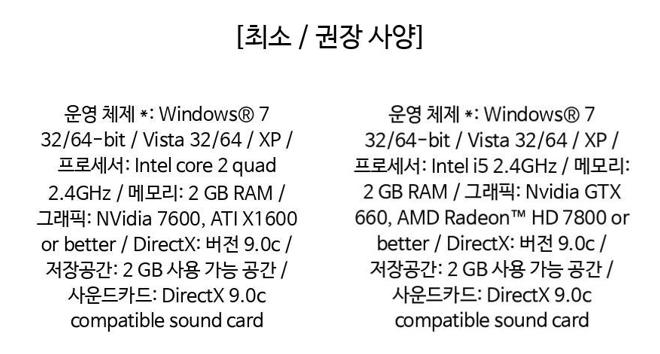 [최소 / 권장 사양]
운영 체제 *: Windows® 7
32/64-bit / Vista 32/64 / XP /
프로세서: Intel core 2 quad
2.4GHz / 메모리: 2 GB RAM /
그래픽: NVidia 7600, ATI X1600
or better / DirectX: 버전 9.0c /
저장공간: 2 GB 사용 가능 공간 /
사운드카드: DirectX 9.0c
compatible sound card
운영 체제 *: Windows® 7
32/64-bit / Vista 32/64 / XP /
프로세서: Intel i5 2.4GHz / 메모리:
2 GB RAM / 그래픽: Nvidia GTX
660, AMD Radeon™ HD 7800 or
better / DirectX: 버전 9.0c /
저장공간: 2 GB 사용 가능 공간 /
사운드카드: DirectX 9.0c
compatible sound card